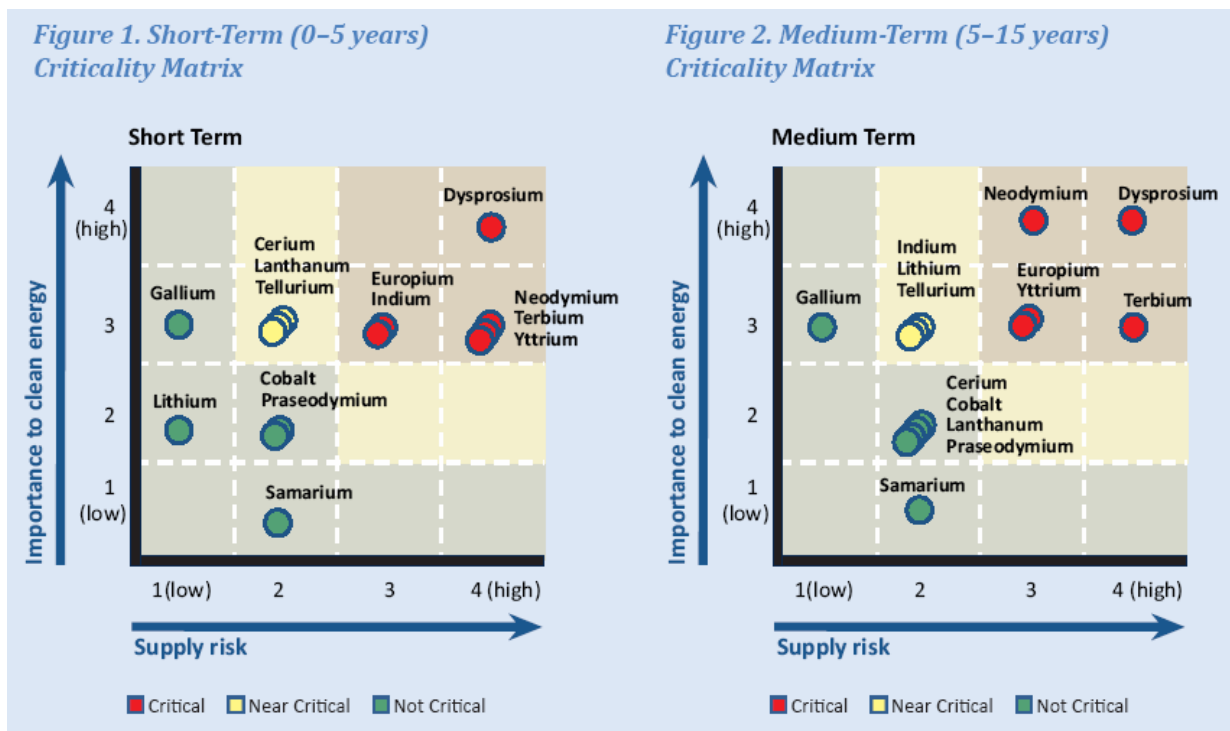 Figure 1. Short-Term (0–5 years)
Criticality Matrix
Short Term
Importance to clean energy
4
(high)
3
2
1
(low)
Dysprosium
Cerium
Lanthanum
Tellurium
Gallium
Europium
Indium
Neodymium
Terbium
Yttrium
Lithium
Cobalt
Praseodymium
Samarium
1(low)
2
3
4 (high)
Supply risk
Critical
Near Critical
Not Critical
Figure 2. Medium-Term (5–15 years)
Criticality Matrix
Medium Term
Importance to clean energy
4
(high)
3
2
1
(low)
Neodymium
Dysprosium
Indium
Lithium
Tellurium
Gallium
Europium
Yttrium
Terbium
Cerium
Cobalt
Lanthanum
Praseodymium
Samarium
1(low)
2
3
4 (high)
Supply risk
Critical
Near Critical
Not Critical